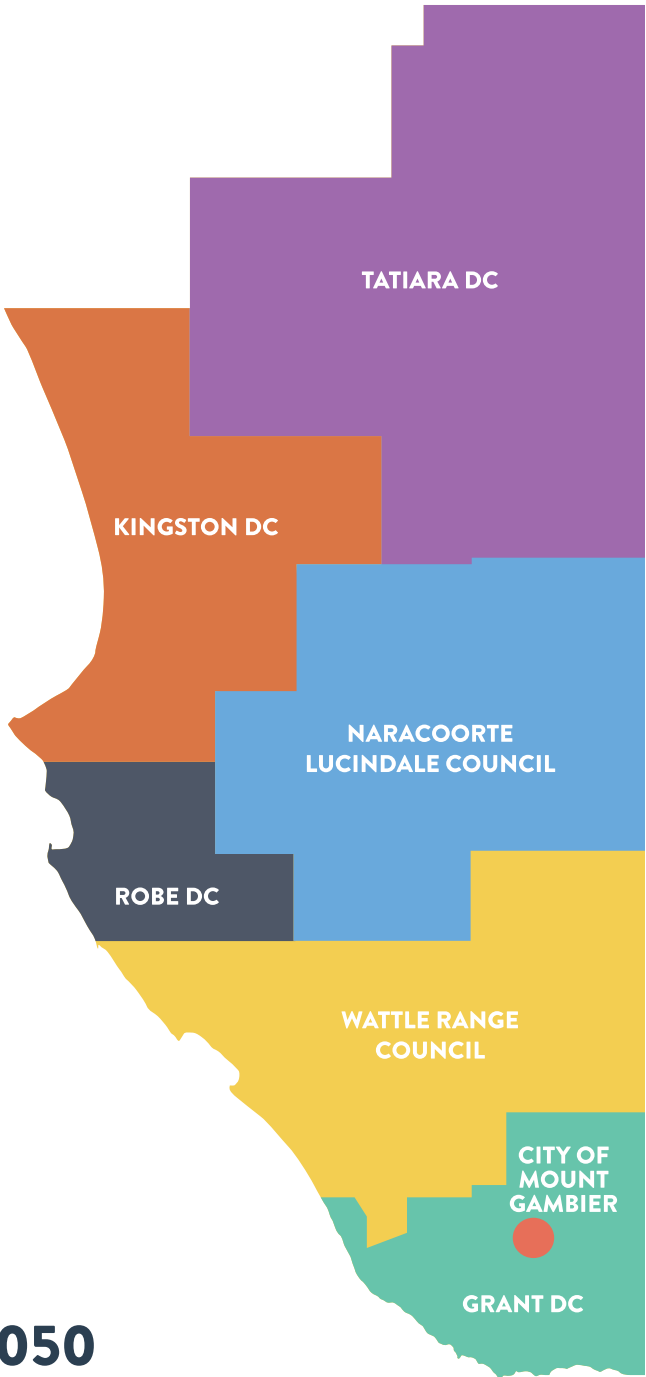 TATIARA DC
KINGSTON DC
NARACOORTE
LUCINDALE COUNCIL
ROBE DC
WATTLE RANGE
COUNCIL
CITY OF
MOUNT
GAMBIER
GRANT DC
050